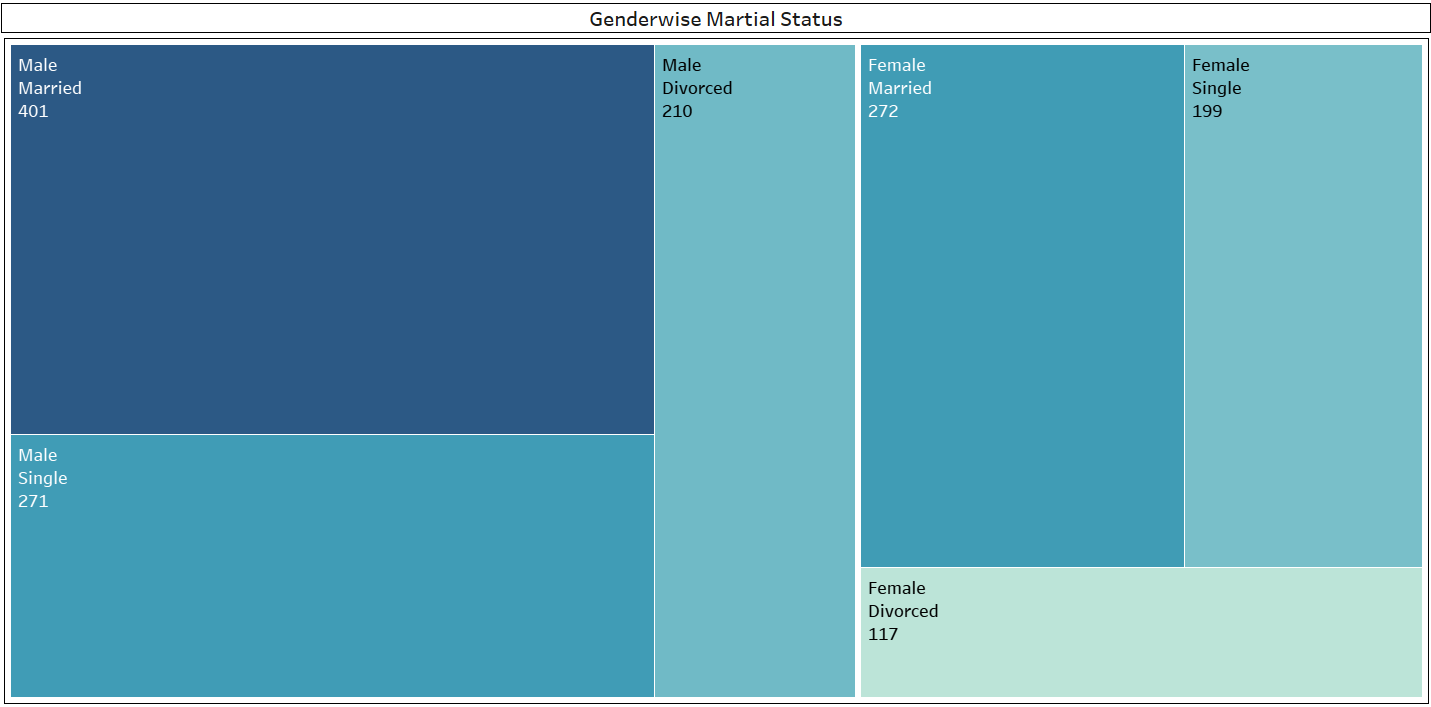 Genderwise Martial Status
Male
Married
401
Male
Divorced
210
Female
Married
272
Female
Single
199
Male
Single
271
Female
Divorced
117